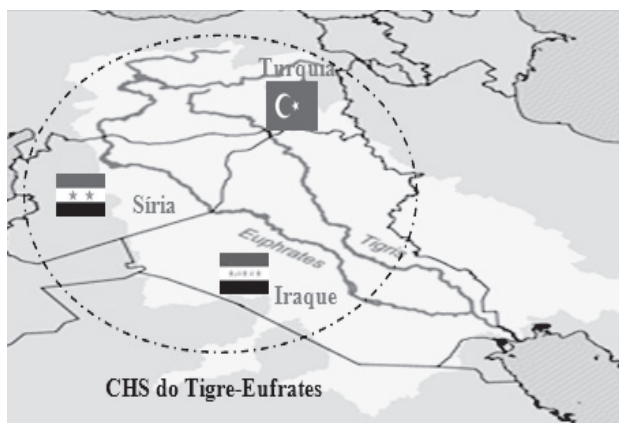 Turquia
Síria
Euphrates
Tigris
Iraque
CHS do Tigre-Eufrates